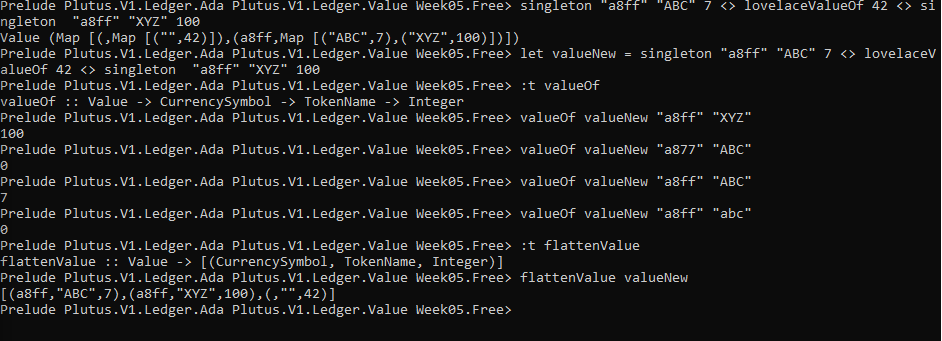 Prelude Plutus.V1.Ledger.Ada Plutus.V1.Ledger.Value Week05.Free> singleton "a8ff" "ABC" 7 <> lovelaceValueOf 42 <> si
ngleton  "a8ff" "XYZ" 100
Value (Map [(,Map [("",42)]),(a8ff,Map [("ABC",7),("XYZ",100)])])
Prelude Plutus.V1.Ledger.Ada Plutus.V1.Ledger.Value Week05.Free> let valueNew = singleton "a8ff" "ABC" 7 <> lovelaceV
alueOf 42 <> singleton  "a8ff" "XYZ" 100
Prelude Plutus.V1.Ledger.Ada Plutus.V1.Ledger.Value Week05.Free> :t valueOf
valueOf :: Value -> CurrencySymbol -> TokenName -> Integer
Prelude Plutus.V1.Ledger.Ada Plutus.V1.Ledger.Value Week05.Free> valueOf valueNew "a8ff" "XYZ"
100
Prelude Plutus.V1.Ledger.Ada Plutus.V1.Ledger.Value Week05.Free> valueOf valueNew "a877" "ABC"
0
Prelude Plutus.V1.Ledger.Ada Plutus.V1.Ledger.Value Week05.Free> valueOf valueNew "a8ff" "ABC"
7
Prelude Plutus.V1.Ledger.Ada Plutus.V1.Ledger.Value Week05.Free> valueOf valueNew "a8ff" "abc"
0
Prelude Plutus.V1.Ledger.Ada Plutus.V1.Ledger.Value Week05.Free> :t flattenValue
flattenValue :: Value -> [(CurrencySymbol, TokenName, Integer)]
Prelude Plutus.V1.Ledger.Ada Plutus.V1.Ledger.Value Week05.Free> flattenValue valueNew
[(a8ff,"ABC",7),(a8ff,"XYZ",100),(,"",42)]
Prelude Plutus.V1.Ledger.Ada Plutus.V1.Ledger.Value Week05.Free>